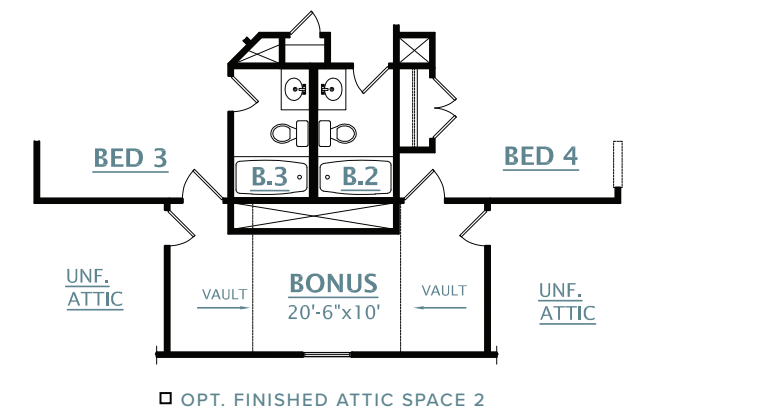 BED 3
BED 4
B.3
B.2
UNF.
ATTIC
VAULT
BONUS
20'-6"x10'
VAULT
UNF.
ATTIC
OPT. FINISHED ATTIC SPACE 2